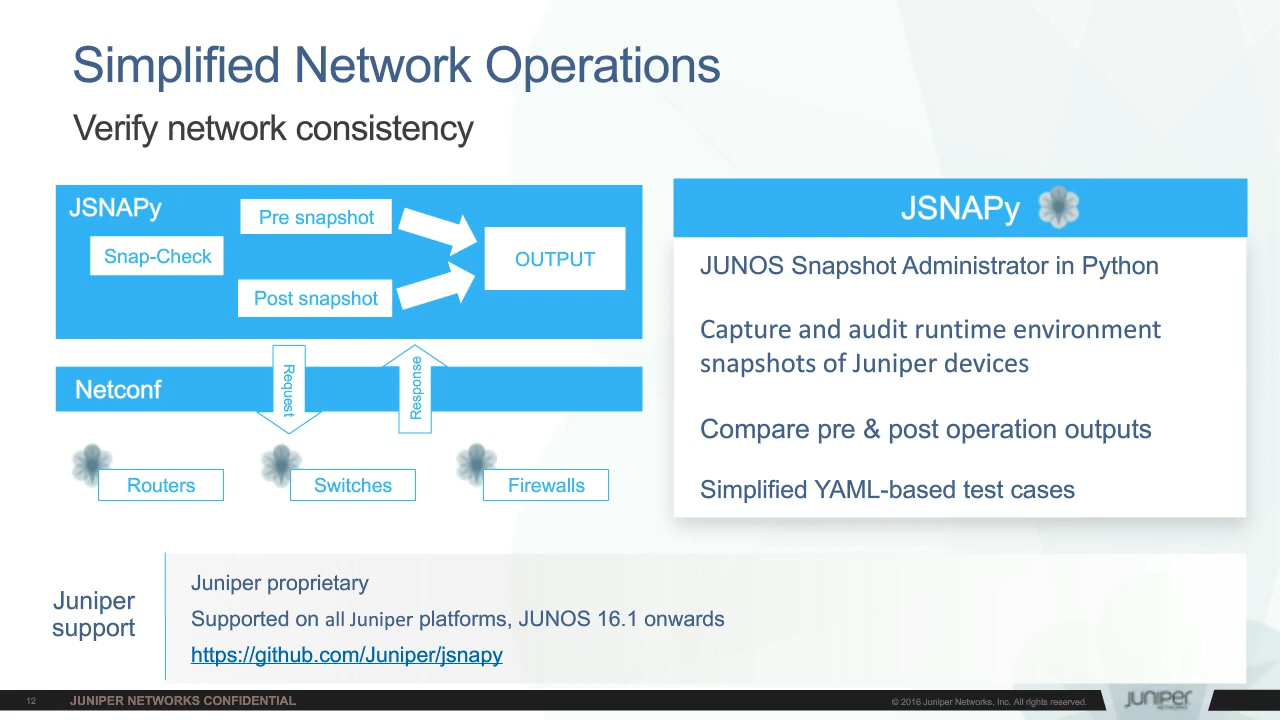 Simplified Network Operations
Verify network consistency
JSNAPy
Snap-Check
Pre snapshot
Post snapshot
OUTPUT
Request
Response
Netconf
Routers
Switches
Firewalls
JSNAPy
JUNOS Snapshot Administrator in Python
Capture and audit runtime environment
snapshots of Juniper devices
Compare pre & post operation outputs
Simplified YAML-based test cases
Juniper
support
Juniper proprietary
Supported on all Juniper platforms, JUNOS 16.1 onwards
https://github.com/Juniper/jsnapy
12
JUNIPER NETWORKS CONFIDENTIAL
© 2016 Juniper Networks, Inc. All rights reserved.
JUNIPER
NETWORKS